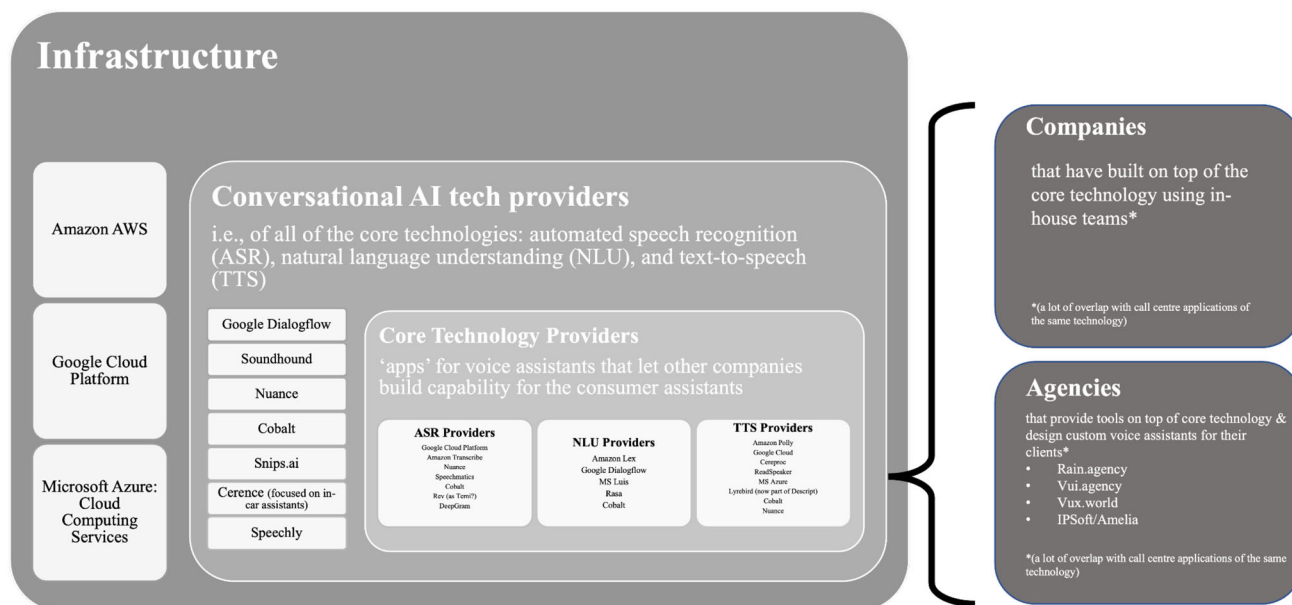 Infrastructure
Amazon AWS
Google Cloud
Platform
Microsoft Azure:
Cloud
Computing
Services
Conversational AI tech providers
i.e., of all of the core technologies: automated speech recognition
(ASR), natural language understanding (NLU), and text-to-speech
(TTS)
Google Dialogflow
Soundhound
Nuance
Cobalt
Snips.ai
Cerence (focused on in-
car assistants)
Speechly
Core Technology Providers
‘apps’ for voice assistants that let other companies
build capability for the consumer assistants
ASR Providers
Google Cloud Platform
Amazon Transcribe
Nuance
Speechmatics
Cobalt
Rev (as Temi?)
DeepGram
NLU Providers
Amazon Lex
Google Dialogflow
MS Luis
Rasa
Cobalt
TTS Providers
Amazon Polly
Google Cloud
Cereproc
ReadSpeaker
MS Azure
Lyrebird (now part of Descript)
Cobalt
Nuance
Companies
that have built on top of the
core technology using in-
house teams*
*(a lot of overlap with call centre applications of
the same technology)
Agencies
that provide tools on top of core technology &
design custom voice assistants for their
clients*
• Rain.agency
• Vui.agency
• Vux.world
• IPSoft/Amelia
*(a lot of overlap with call centre applications of the same
technology)